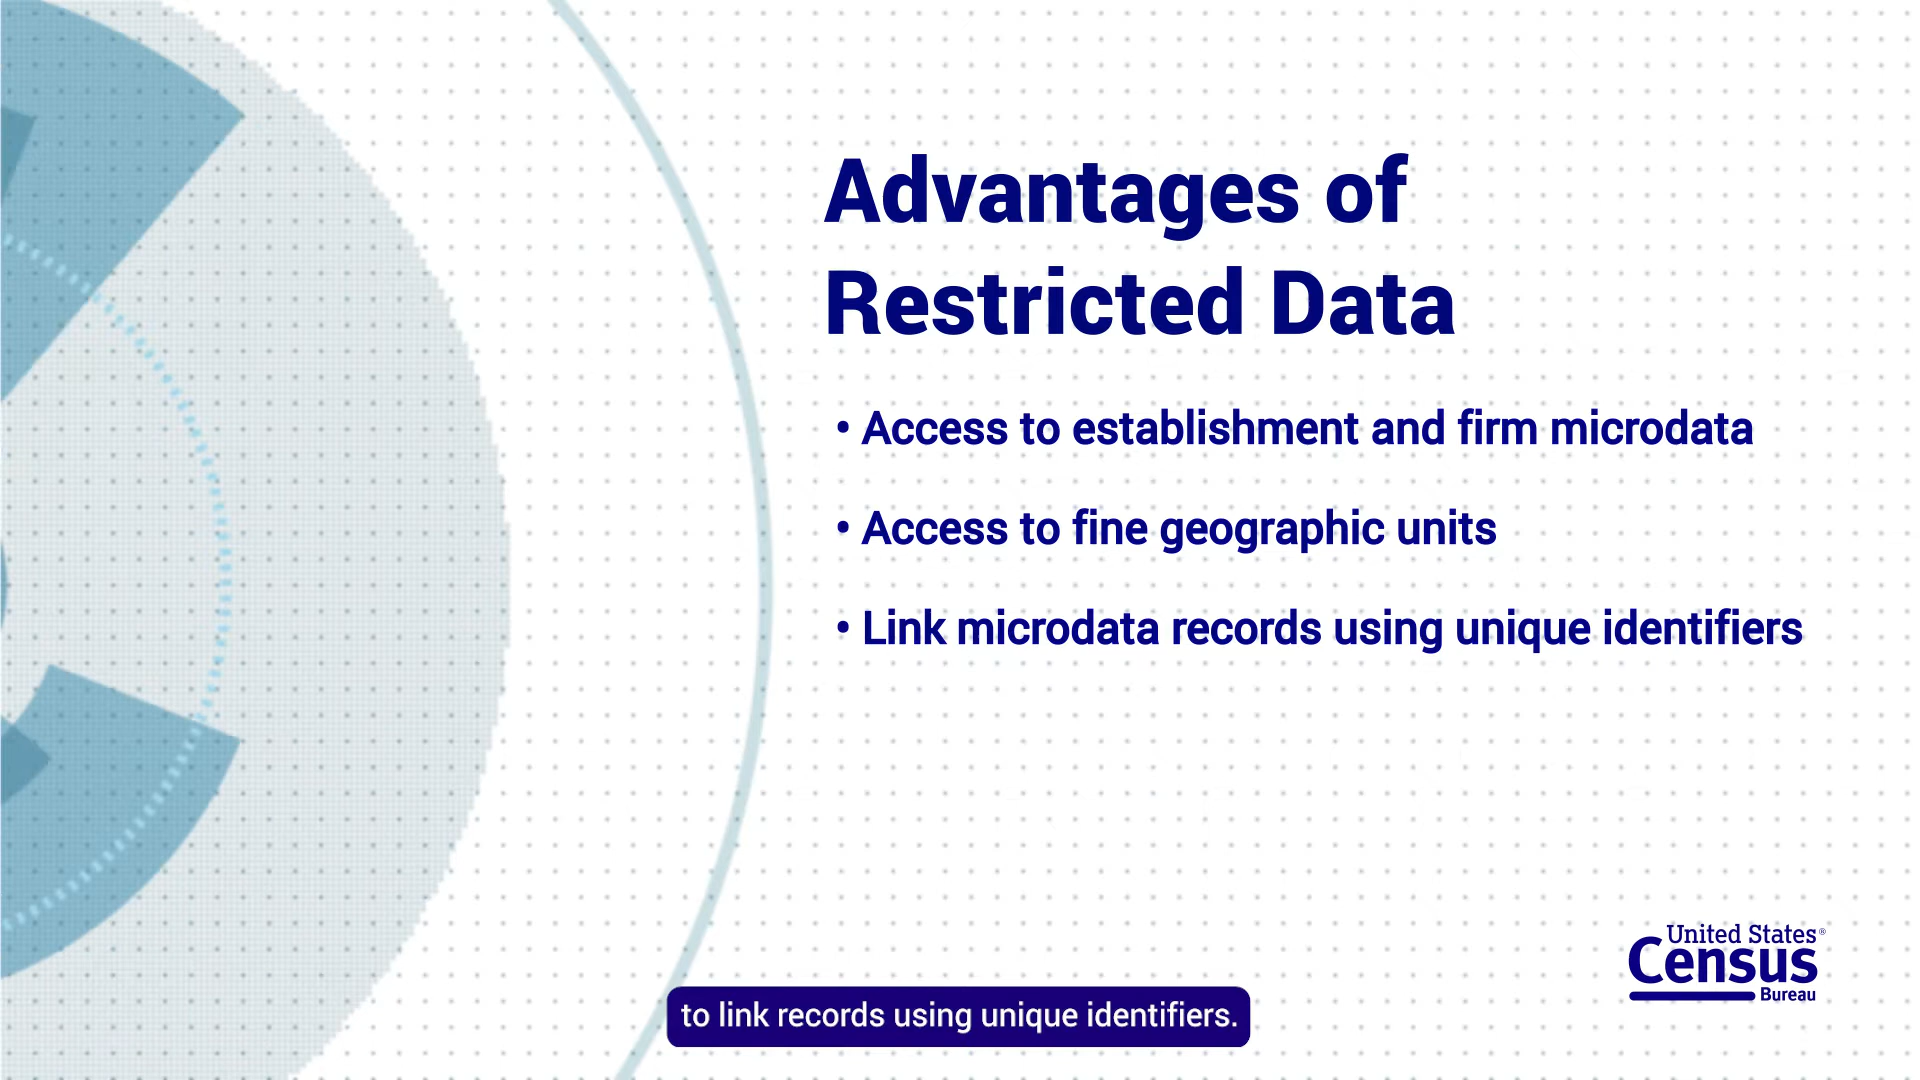 Advantages of
Restricted Data
• Access to establishment and firm microdata
• Access to fine geographic units
• Link microdata records using unique identifiers
United States®
Census
Bureau
to link records using unique identifiers.